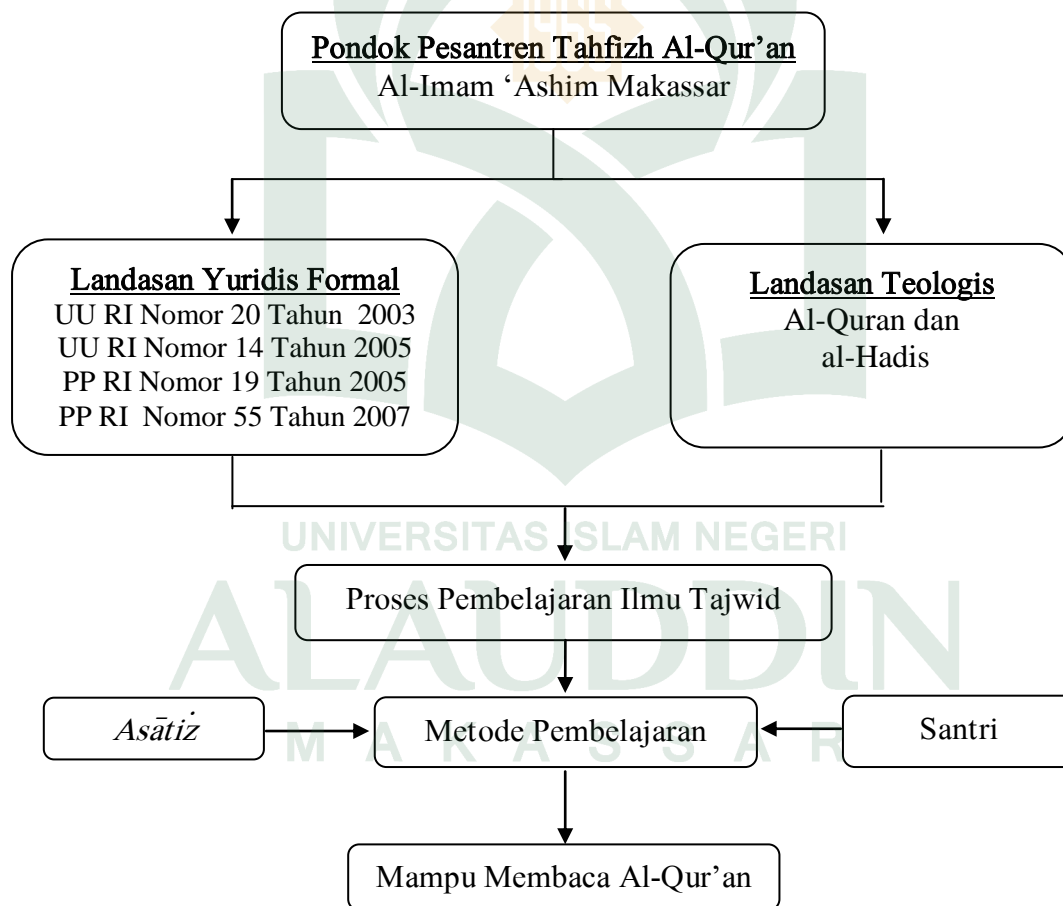 Pondok Pesantren Tahfizh Al-Qur’an
Al-Imam ‘Ashim Makassar
Landasan Yuridis Formal
UU RI Nomor 20 Tahun 2003
UU RI Nomor 14 Tahun 2005
PP RI Nomor 19 Tahun 2005
PP RI Nomor 55 Tahun 2007
Landasan Teologis
Al-Quran dan
al-Hadis
UNIVERSITAS ISLAM NEGERI
Proses Pembelajaran Ilmu Tajwid
ALAUDDIN
Asātiż
Metode Pembelajaran
Santri
MAKASSAR
Mampu Membaca Al-Qur’an